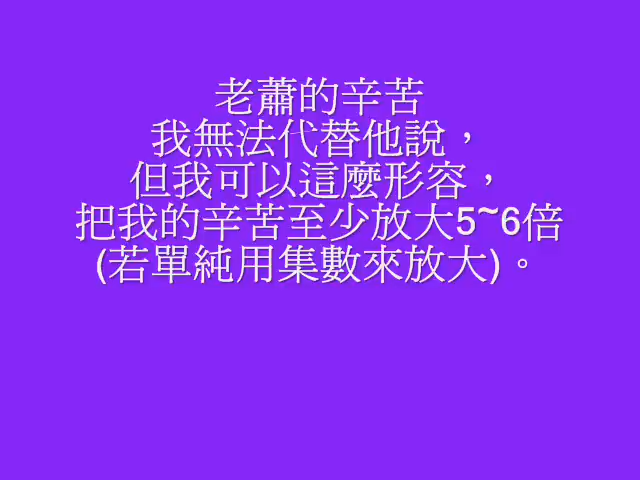 老蕭的辛苦
我無法代替他說，
但我可以這麼形容，
把我的辛苦至少放大5~6倍
(若單純用集數來放大)。